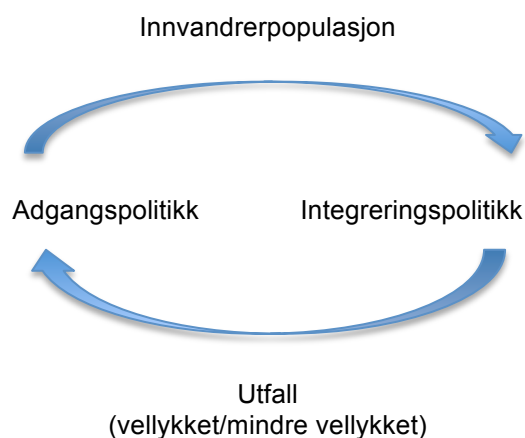 Innvandrerpopulasjon
Adgangspolitikk
Integreringspolitikk
Utfall
(vellykket/mindre vellykket)